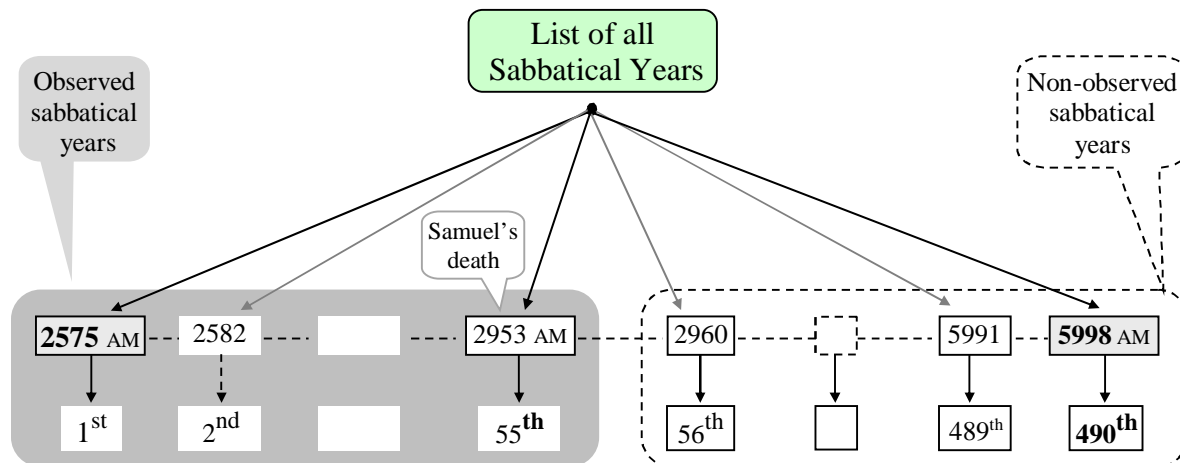 List of all
Sabbatical Years
Observed
sabbatical
years
Non-observed
sabbatical
years
Samuel's
death
2575 AM
2582
2953 AM
2960
5991
5998 AM
1st
2nd
55th
56th
489th
490th